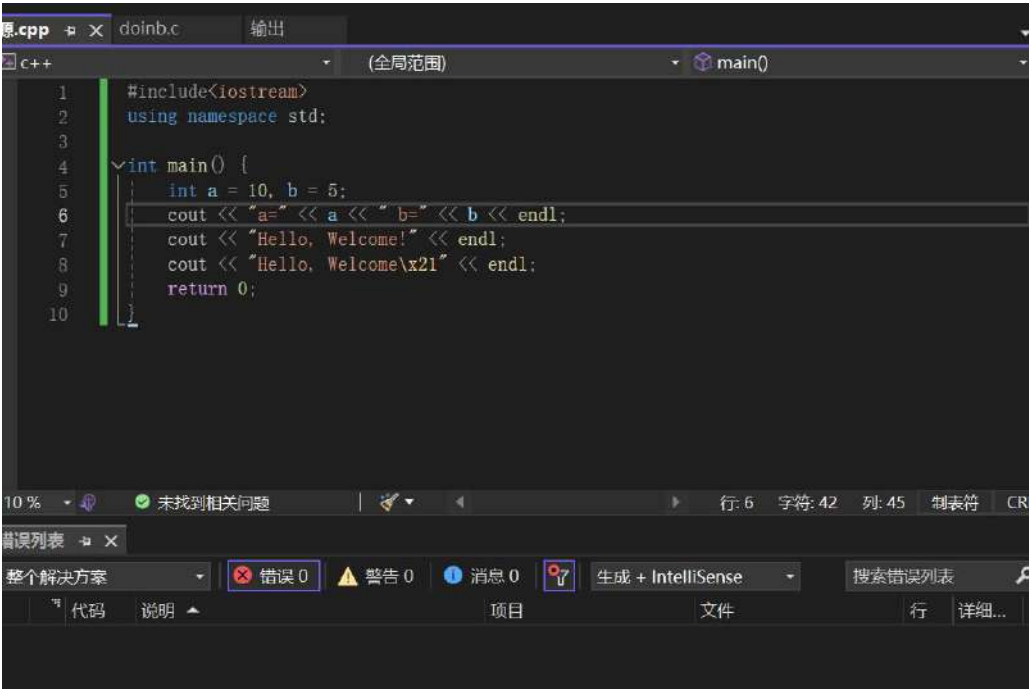 源.cpp doinb.c 输出
c++ (全局范围) main()
1 #include<iostream>
2 using namespace std;
3
4 int main() {
5 int a = 10, b = 5;
6 cout << "a=" << a << " b=" << b << endl;
7 cout << "Hello, Welcome!" << endl;
8 cout << "Hello, Welcome\x21" << endl;
9 return 0;
10 }
10 % 未找到相关问题 行: 6 字符: 42 列: 45 制表符 CR
错误列表
整个解决方案 错误 0 警告 0 消息 0 生成 + IntelliSense 搜索错误列表
代码 说明 项目 文件 行 详细...